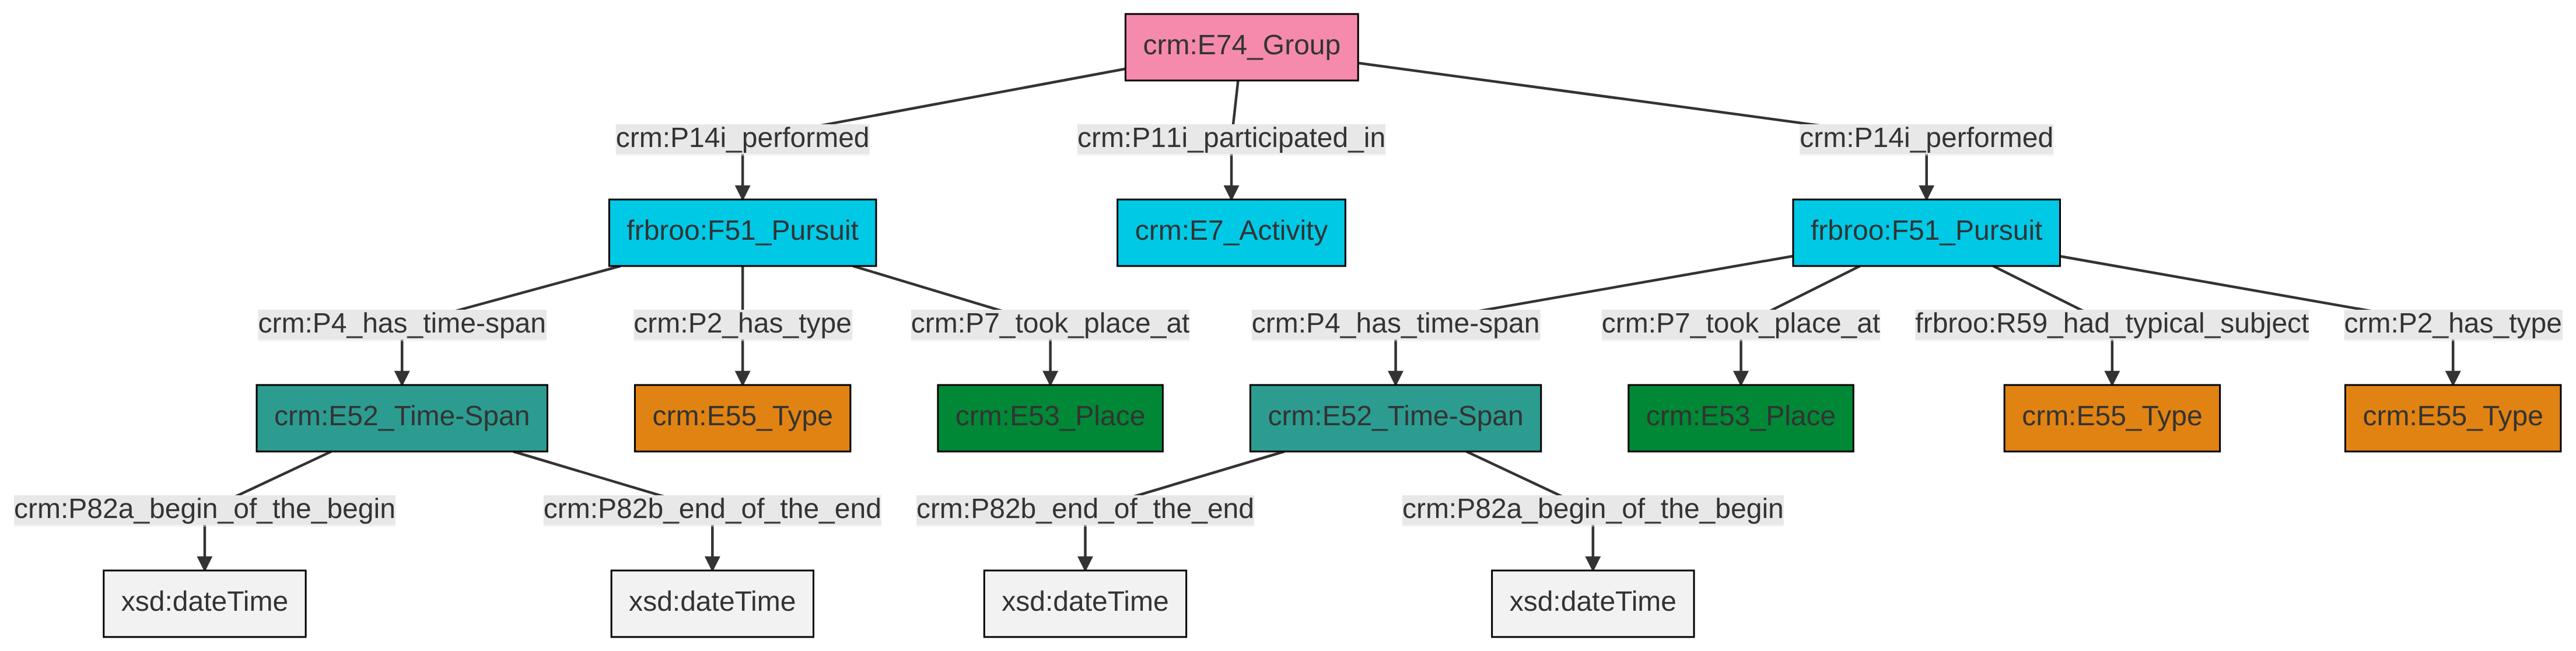 crm:E74_Group
crm:P14i_performed
crm:P11i_participated_in
crm:P14i_performed
frbroo:F51_Pursuit
crm:E7_Activity
frbroo:F51_Pursuit
crm:P4_has_time-span
crm:P2_has_type
crm:P7_took_place_at
crm:P4_has_time-span
crm:P7_took_place_at
frbroo:R59_had_typical_subject
crm:P2_has_type
crm:E52_Time-Span
crm:E55_Type
crm:E53_Place
crm:E52_Time-Span
crm:E53_Place
crm:E55_Type
crm:E55_Type
crm:P82a_begin_of_the_begin
crm:P82b_end_of_the_end
crm:P82b_end_of_the_end
crm:P82a_begin_of_the_begin
xsd:dateTime
xsd:dateTime
xsd:dateTime
xsd:dateTime